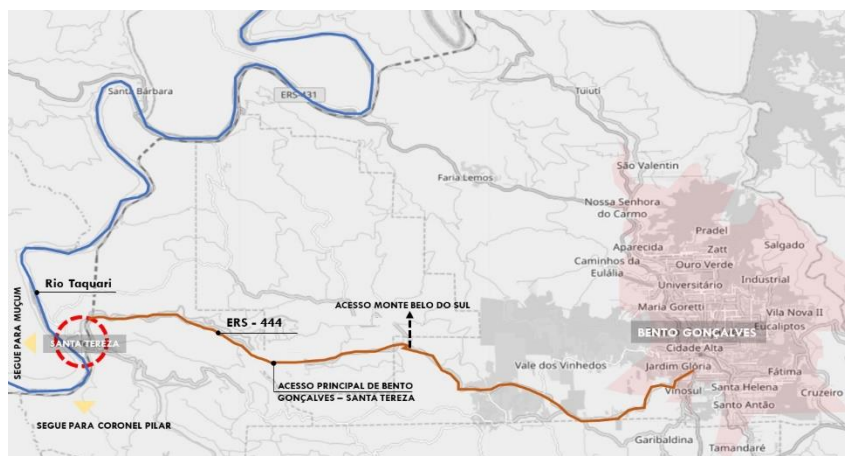 Santa Bárbara
ERS-431
Tuiuti
São Valentin
Faria Lemos
Nossa Senhora
do Carmo
Pradel
Aparecida
Zatt
Salgado
Caminhos da
Eulália
Ouro Verde
Universitário
Industrial
Rio Taquari
ACESSO MONTE BELO DO SUL
Maria Goretti
Vila Nova II
SEGUE PARA MUÇUM
ERS - 444
Eucaliptos
BENTO GONÇALVES
SANTA TEREZA
Cidade Alta
Vale dos Vinhedos
Jardim Glória
Fátima
ACESSO PRINCIPAL DE BENTO
GONÇALVES – SANTA TEREZA
Vinosul
Santa Helena
Cruzeiro
Santo Antão
SEGUE PARA CORONEL PILAR
Garibaldina
Tamandaré